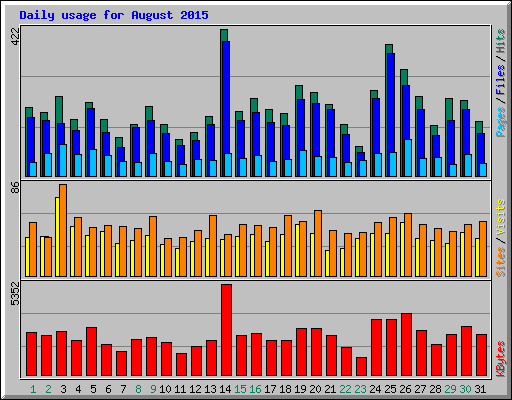 Daily usage for August 2015
422
Pages / Files / Hits
86
Sites / Visits
5352
KBytes
1 2 3 4 5 6 7 8 9 10 11 12 13 14 15 16 17 18 19 20 21 22 23 24 25 26 27 28 29 30 31